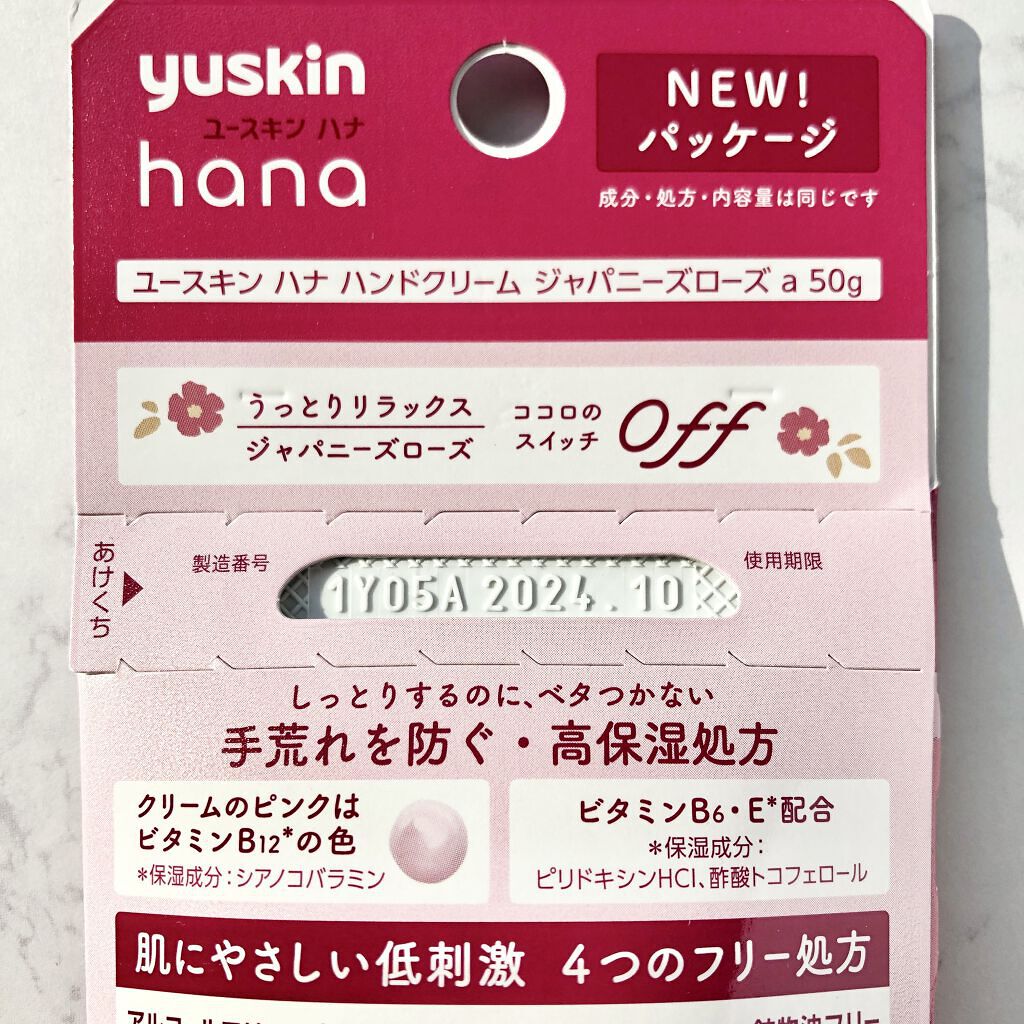 yuskin
ユースキン ハナ
hana
NEW!
パッケージ
成分・処方・内容量は同じです
ユースキン ハナ ハンドクリーム ジャパニーズローズ a 50g
うっとりリラックス
ジャパニーズローズ
ココロの
スイッチ
Off
あけくち
製造番号
1Y05A 2024.10
使用期限
しっとりするのに、ベタつかない
手荒れを防ぐ・高保湿処方
クリームのピンクは
ビタミンB12*の色
*保湿成分:シアノコバラミン
ビタミンB6・E*配合
*保湿成分:
ピリドキシンHCl、酢酸トコフェロール
肌にやさしい低刺激 4つのフリー処方